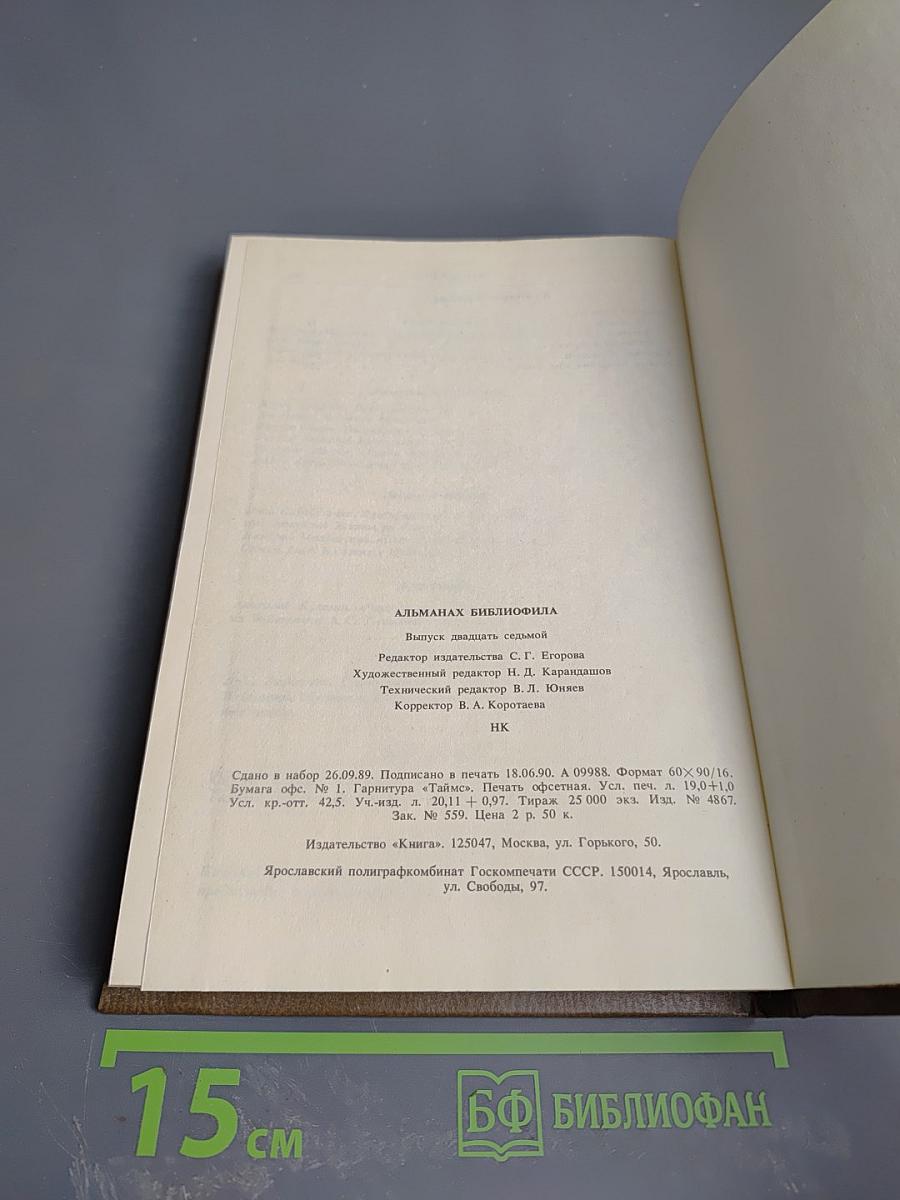 АЛЬМАНАХ БИБЛИОФИЛА
Выпуск двадцать седьмой
Редактор издательства С. Г. Егорова
Художественный редактор Н. Д. Карандашов
Технический редактор В. Л. Юняев
Корректор В. А. Коротаева
НК
Сдано в набор 26.09.89. Подписано в печать 18.06.90. А 09988. Формат 60×90/16.
Бумага офс. № 1. Гарнитура «Таймс». Печать офсетная. Усл. печ. л. 19,0+1,0
Усл. кр.-отт. 42,5. Уч.-изд. л. 20,11 + 0,97. Тираж 25 000 экз. Изд. № 4867.
Зак. № 559. Цена 2 р. 50 к.
Издательство «Книга». 125047, Москва, ул. Горького, 50.
Ярославский полиграфкомбинат Госкомпечати СССР. 150014, Ярославль,
ул. Свободы, 97.
15 см
БФ БИБЛИОФАН